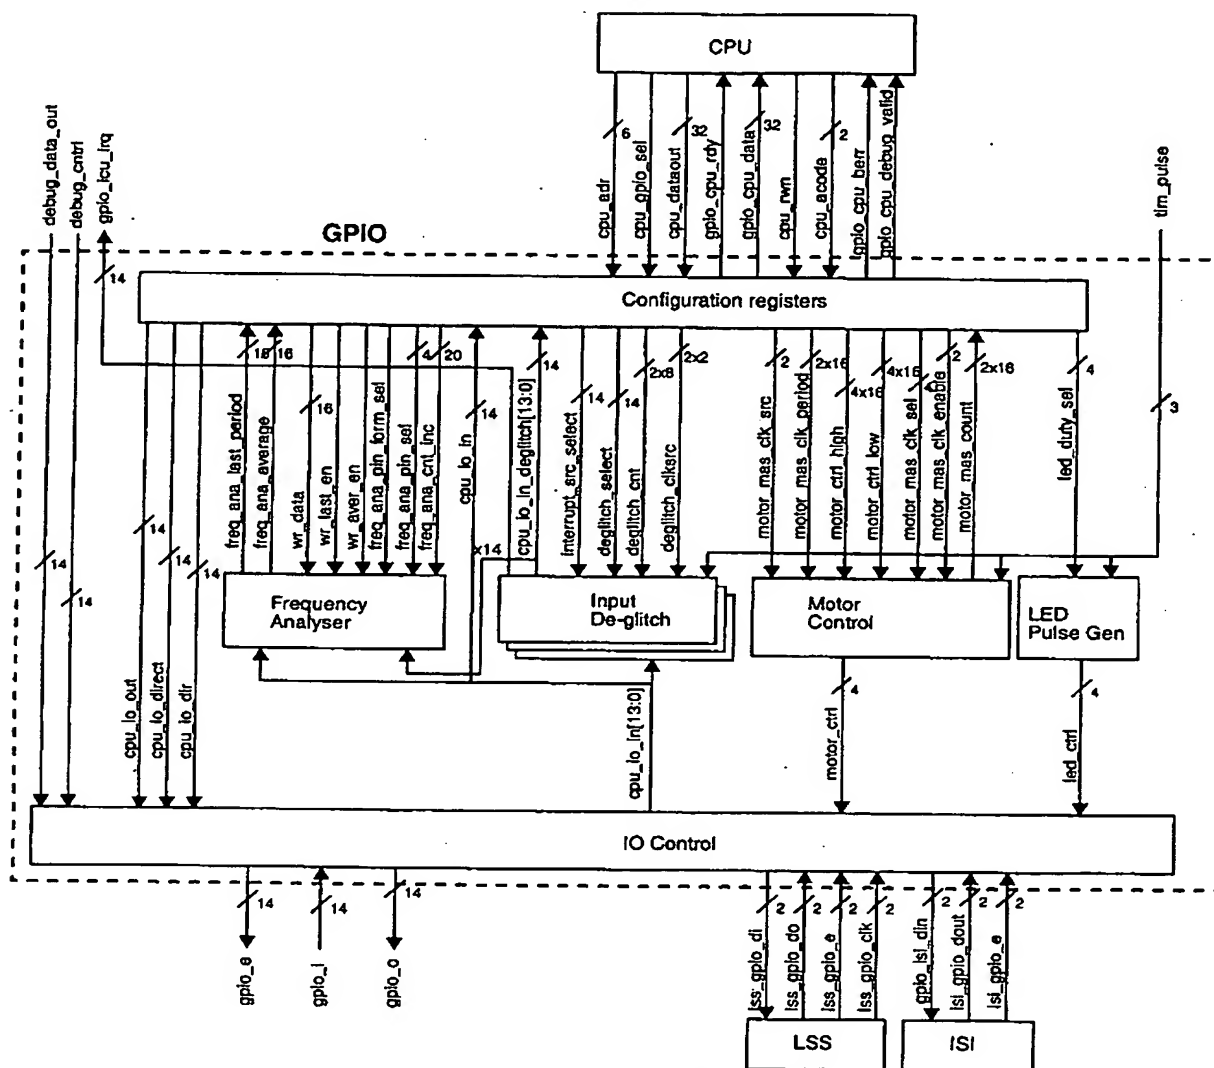 CPU
debug_data_out
debug_cntrl
gpio_icu_irq
6
cpu_adr
cpu_gpio_sel
32
cpu_dataout
gpio_cpu_rdy
32
gpio_cpu_data
cpu_rwn
2
cpu_acode
gpio_cpu_berr
gpio_cpu_debug_valid
tim_pulse
GPIO
14
Configuration registers
16
16
4
20
14
14
14
14
2x8
2x2
2
2x16
4x16
4x16
4
2
2x16
4
3
freq_ana_last_period
freq_ana_average
16
wr_data
wr_last_en
wr_aver_en
freq_ana_pin_form_sel
freq_ana_pin_sel
freq_ana_cnt_inc
cpu_io_in
cpu_io_in_deglitch[13:0]
interrupt_src_select
deglitch_select
deglitch_cnt
deglitch_clksrc
motor_mas_clk_src
motor_mas_clk_period
motor_ctrl_high
motor_ctrl_low
motor_mas_clk_sel
motor_mas_clk_enable
motor_mas_count
led_duty_sel
14
14
14
14
14
x14
Frequency
Analyser
Input
De-glitch
Motor
Control
LED
Pulse Gen
cpu_io_out
cpu_io_direct
cpu_io_dir
cpu_io_in[13:0]
4
motor_ctrl
4
led_ctrl
IO Control
14
14
14
2
2
2
2
2
2
2
gpio_e
gpio_i
gpio_o
lss_gpio_di
lss_gpio_do
lss_gpio_e
lss_gpio_clk
gpio_isi_din
isi_gpio_dout
isi_gpio_e
LSS
ISI